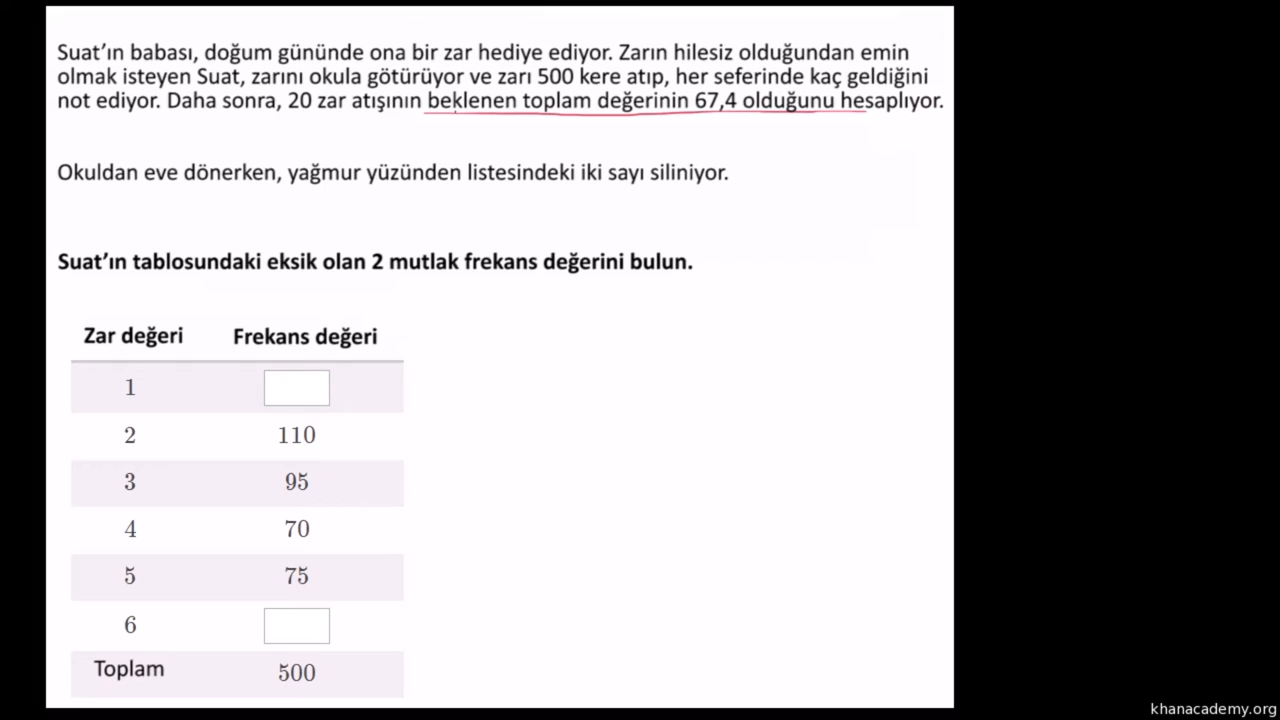 Suat’ın babası, doğum gününde ona bir zar hediye ediyor. Zarın hilesiz olduğundan emin
olmak isteyen Suat, zarını okula götürüyor ve zarı 500 kere atıp, her seferinde kaç geldiğini
not ediyor. Daha sonra, 20 zar atışının beklenen toplam değerinin 67,4 olduğunu hesaplıyor.
Okuldan eve dönerken, yağmur yüzünden listesindeki iki sayı siliniyor.
Suat’ın tablosundaki eksik olan 2 mutlak frekans değerini bulun.
Zar değeri Frekans değeri
1
2 110
3 95
4 70
5 75
6
Toplam 500
khanacademy.org